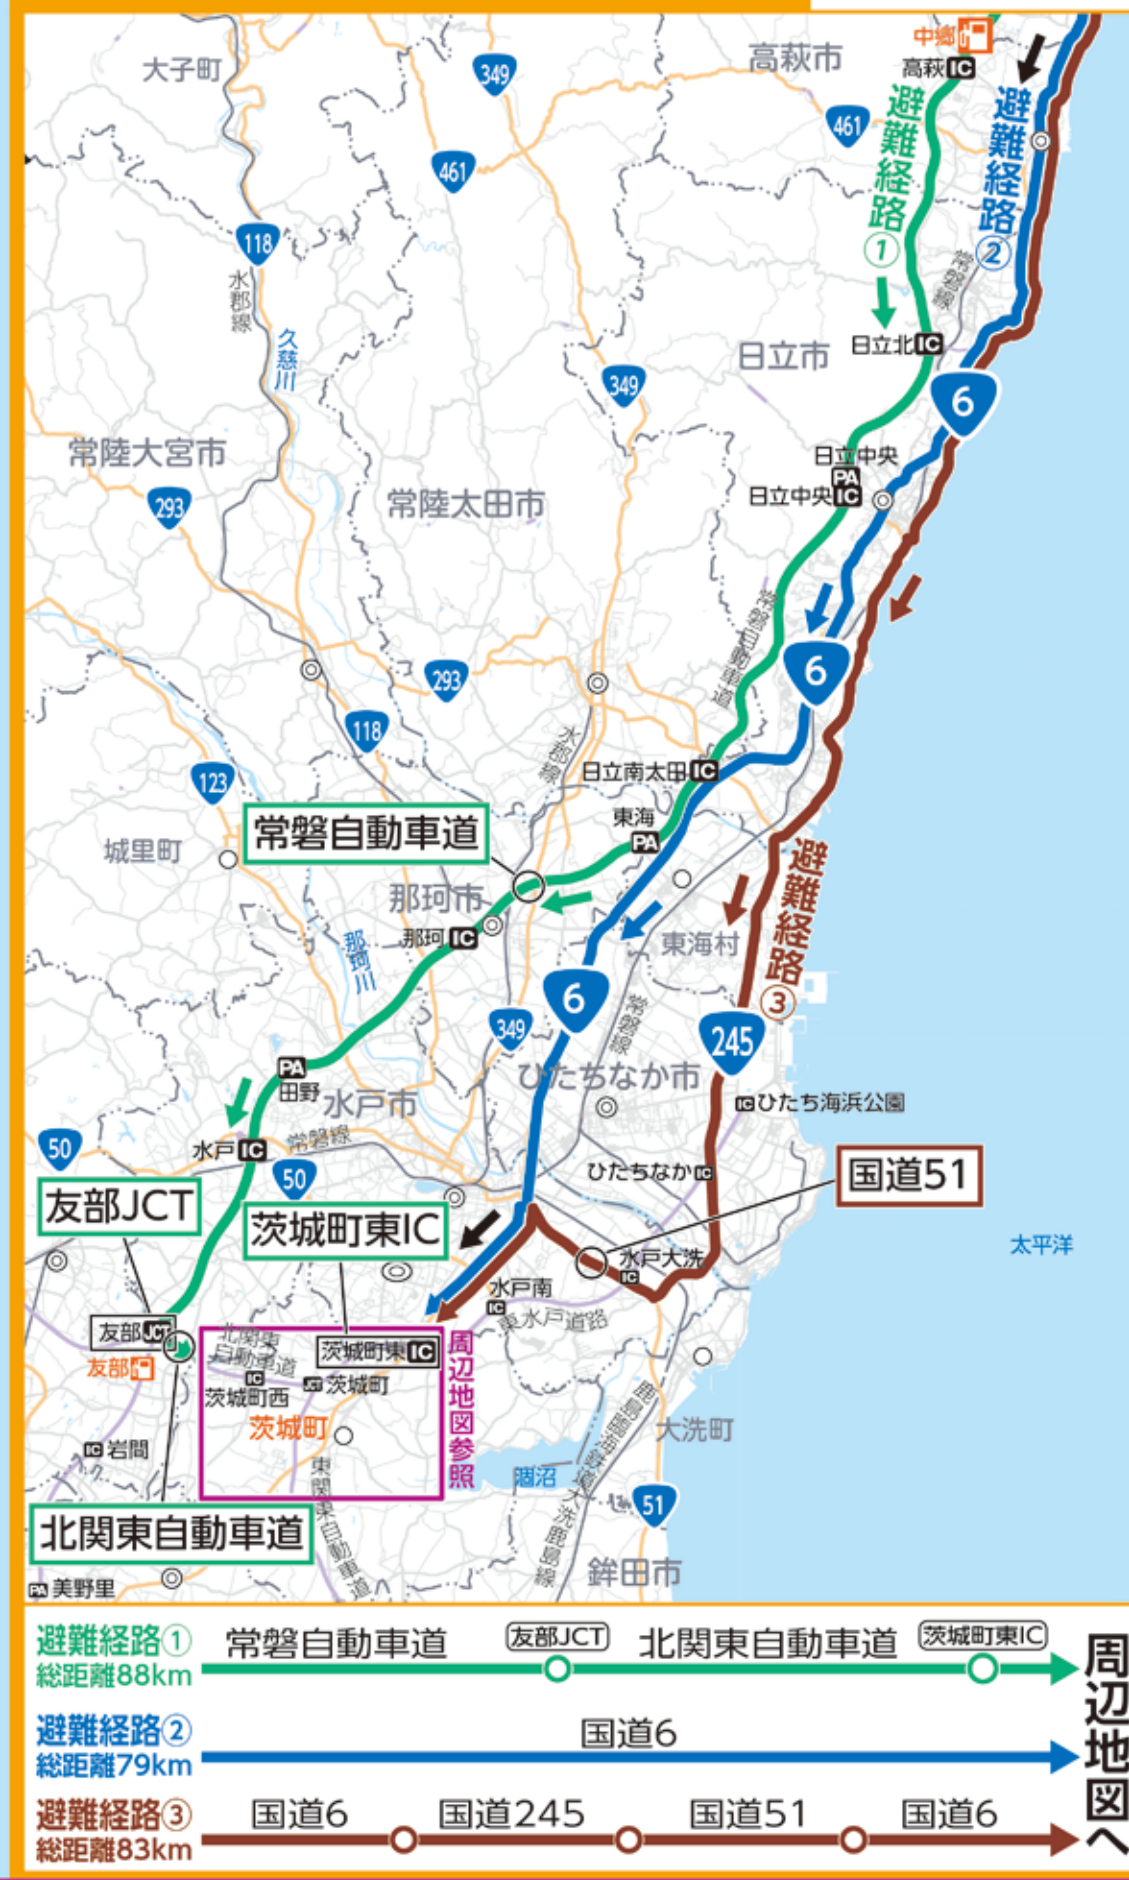 中郷
高萩IC
大子町
349
高萩市
461
461
避難経路①
避難経路②
118
水郡線
久慈川
常磐線
日立北IC
日立市
349
6
常陸大宮市
293
常陸太田市
日立中央
PA
日立中央IC
常磐自動車道
6
293
118
水郡線
123
日立南太田IC
東海
PA
常磐自動車道
城里町
避難経路③
那珂市
那珂IC
那珂川
東海村
6
常磐線
349
245
ひたちなか市
PA
田野
水戸市
ICひたち海浜公園
50
水戸IC
常磐線
50
ひたちなかIC
国道51
友部JCT
茨城町東IC
太平洋
水戸大洗
IC
水戸南
IC
東水戸道路
友部JCT
友部
北関東
自動車道
茨城町東IC
IC
茨城町西
JCT茨城町
周辺地図参照
茨城町
大洗町
IC岩間
涸沼
鹿島臨海鉄道大洗鹿島線
東関東自動車道
51
北関東自動車道
鉾田市
PA美野里
避難経路①
総距離88km
常磐自動車道
友部JCT
北関東自動車道
茨城町東IC
避難経路②
総距離79km
国道6
避難経路③
総距離83km
国道6
国道245
国道51
国道6
周辺地図へ